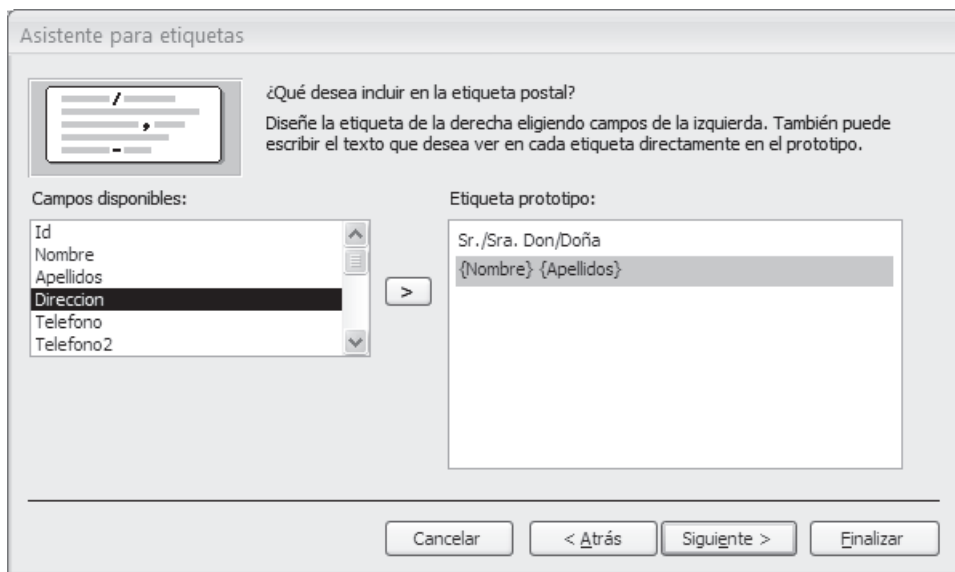 Asistente para etiquetas
¿Qué desea incluir en la etiqueta postal?
Diseñe la etiqueta de la derecha eligiendo campos de la izquierda. También puede
escribir el texto que desea ver en cada etiqueta directamente en el prototipo.
Campos disponibles:
Id
Nombre
Apellidos
Direccion
Telefono
Telefono2
>
Etiqueta prototipo:
Sr./Sra. Don/Doña
{Nombre} {Apellidos}
Cancelar
< Atrás
Siguiente >
Finalizar